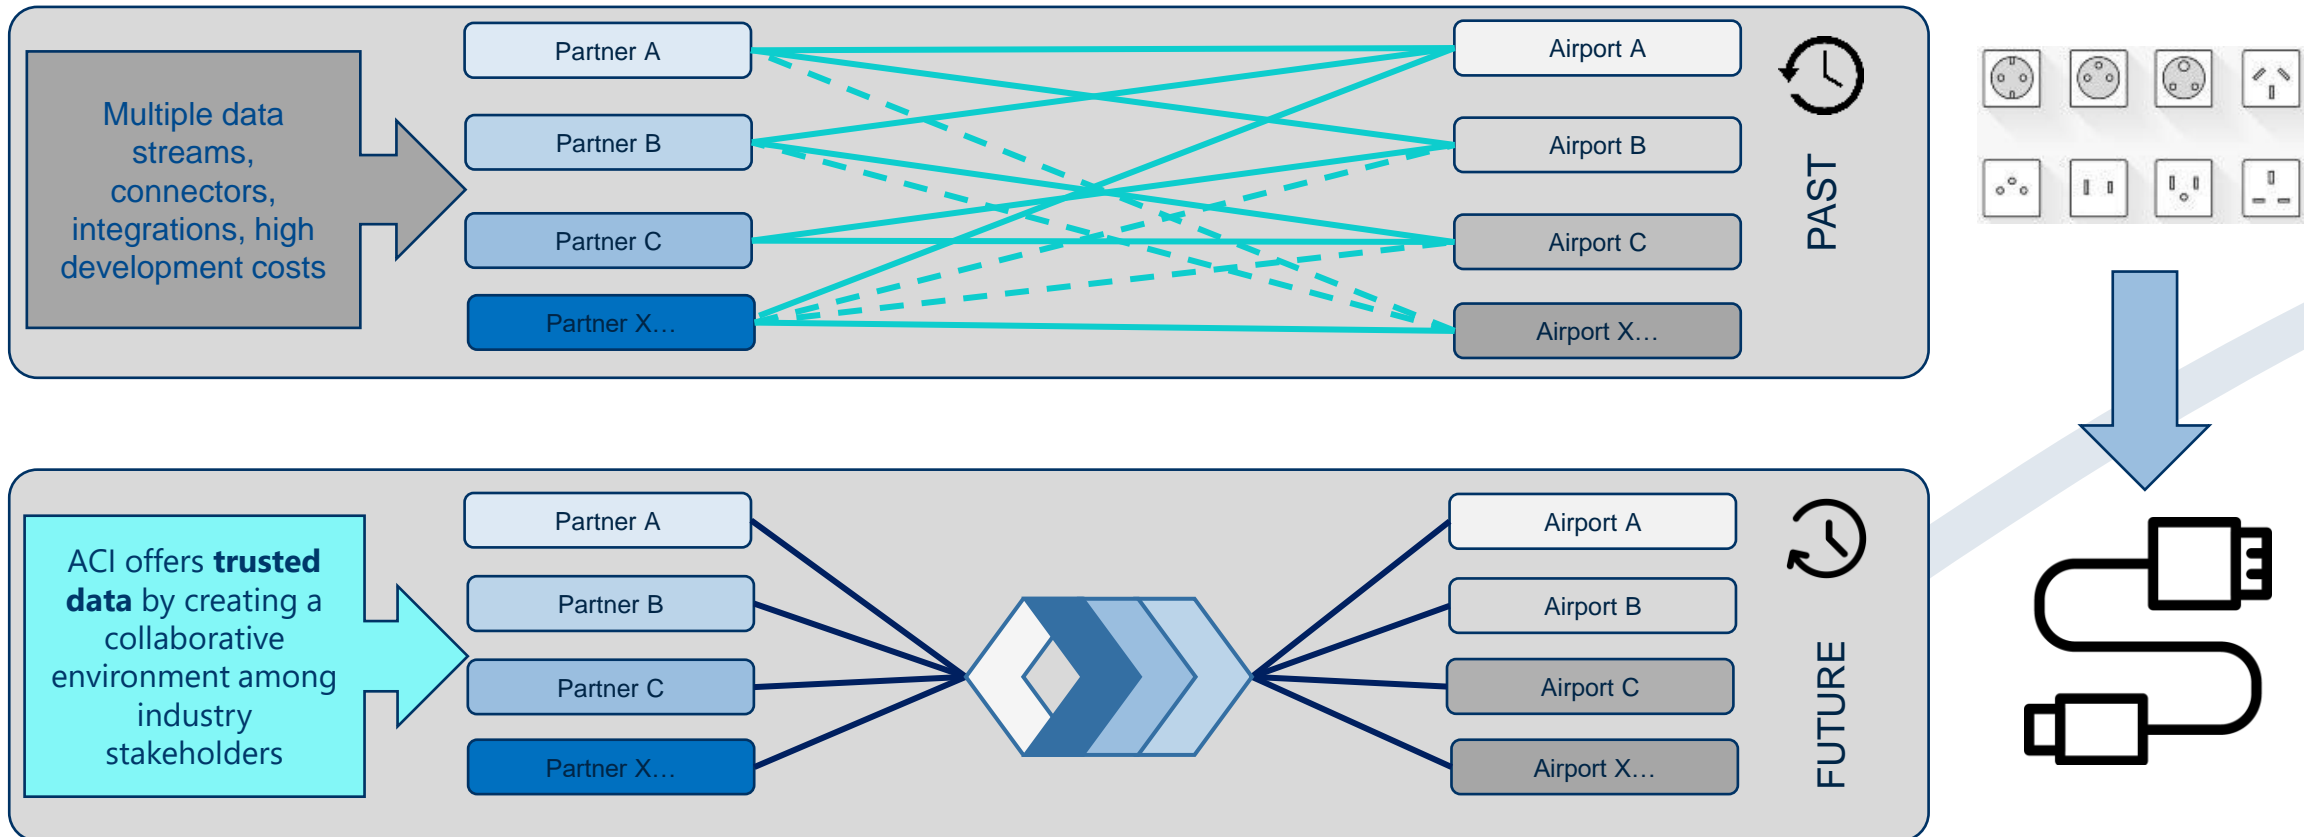 Multiple data
streams,
connectors,
integrations, high
development costs
Partner A
Partner B
Partner C
Partner X…
Airport A
Airport B
Airport C
Airport X…
PAST
ACI offers trusted
data by creating a
collaborative
environment among
industry
stakeholders
Partner A
Partner B
Partner C
Partner X…
Airport A
Airport B
Airport C
Airport X…
FUTURE